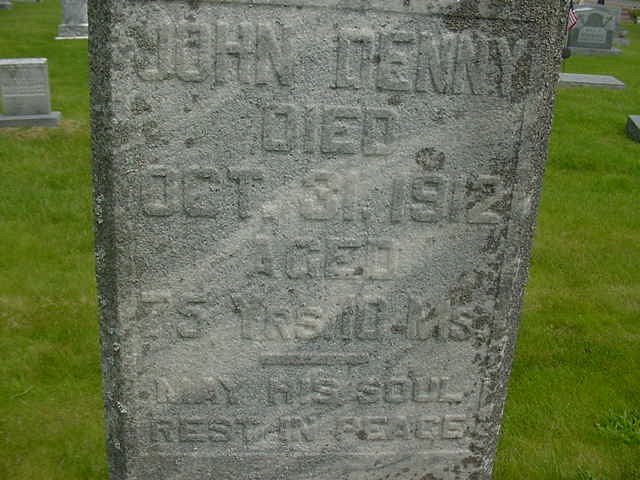 JOHN DENNY
DIED
OCT. 31, 1912
AGED
75 YRS. 10 MS.
MAY HIS SOUL
REST IN PEACE